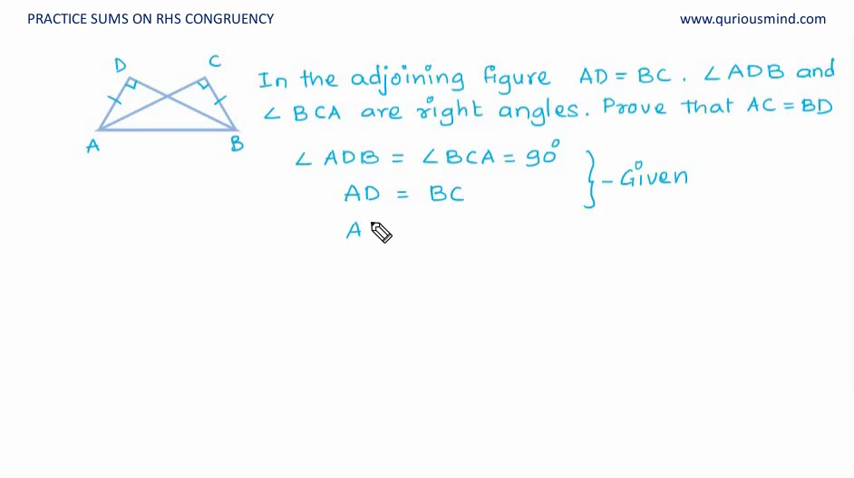 PRACTICE SUMS ON RHS CONGRUENCY
www.quriousmind.com
D
C
A
B
In the adjoining figure AD = BC. ∠ADB and
∠BCA are right angles. Prove that AC = BD
∠ADB = ∠BCA = 90°
AD = BC
} - Given
A